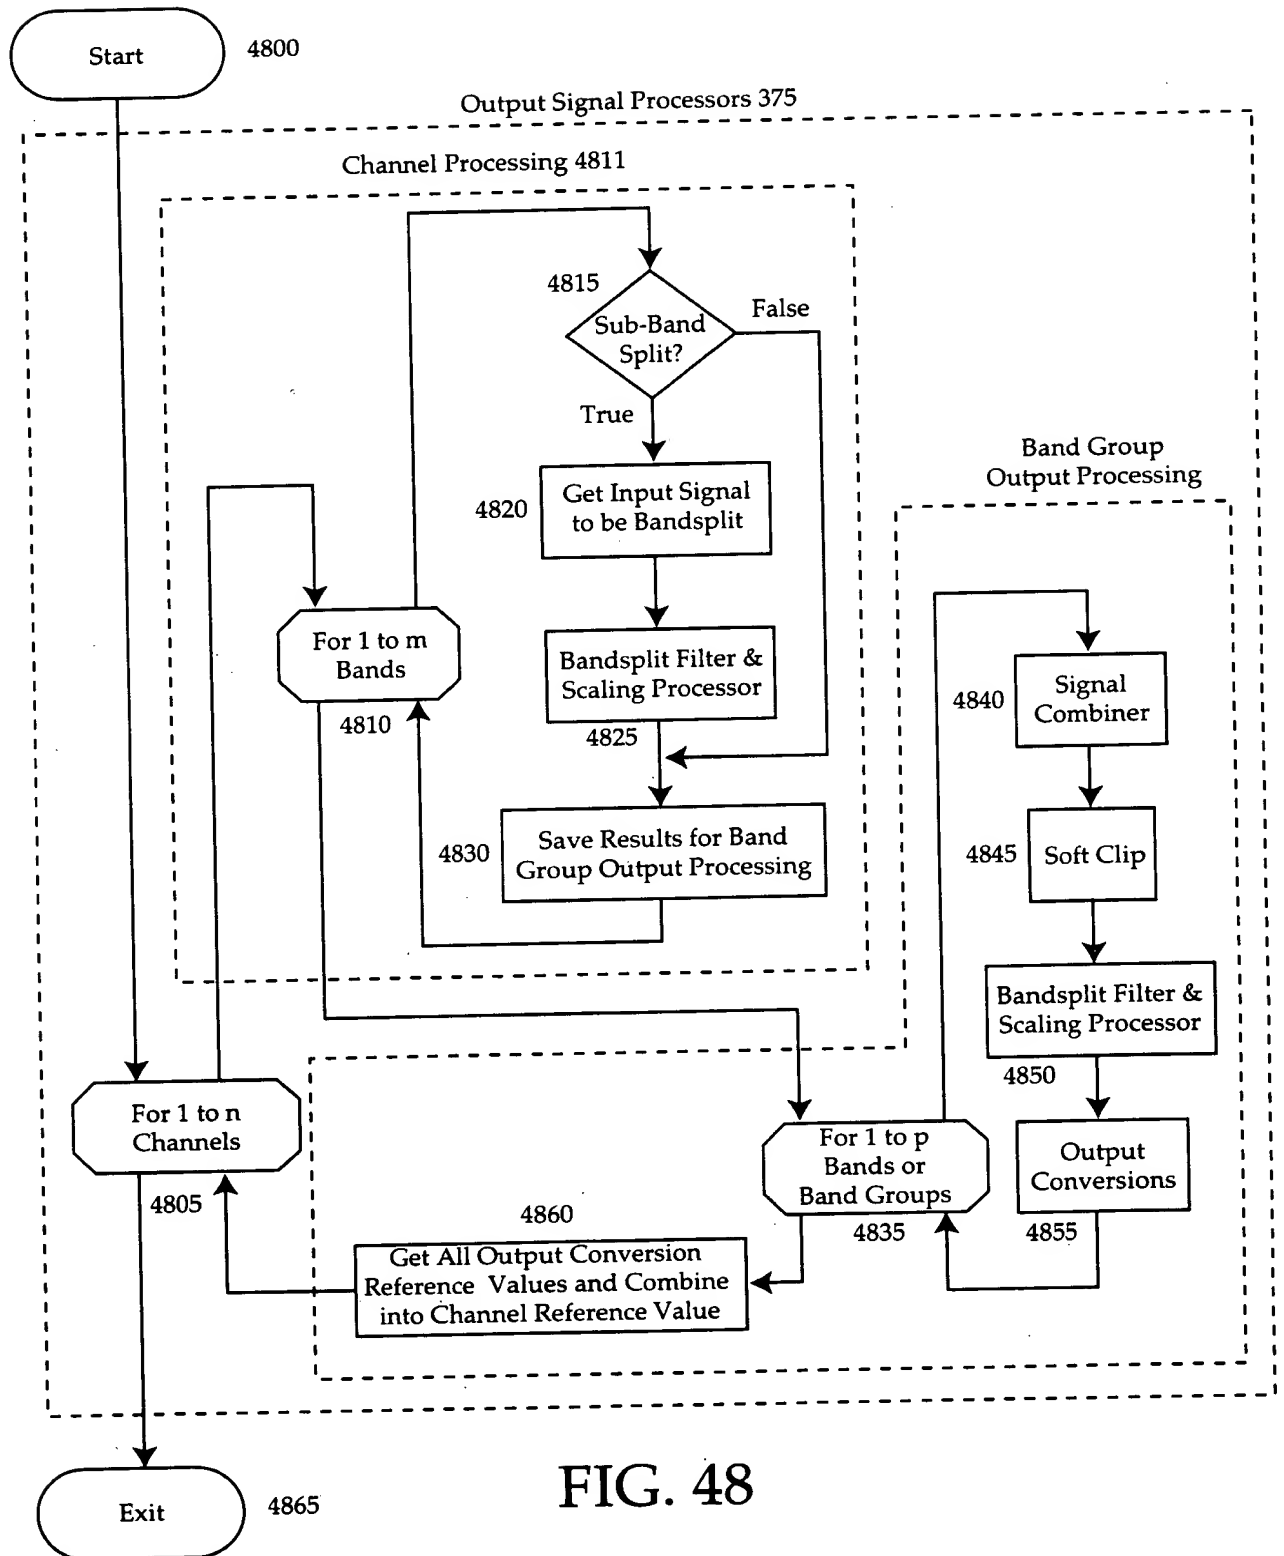 Start
4800
Output Signal Processors 375
Channel Processing 4811
4815
Sub-Band
Split?
False
True
4820
Get Input Signal
to be Bandsplit
Band Group
Output Processing
For 1 to m
Bands
4810
Bandsplit Filter &
Scaling Processor
4825
4840
Signal
Combiner
4830
Save Results for Band
Group Output Processing
4845
Soft Clip
Bandsplit Filter &
Scaling Processor
4850
For 1 to n
Channels
4805
For 1 to p
Bands or
Band Groups
4835
Output
Conversions
4855
4860
Get All Output Conversion
Reference Values and Combine
into Channel Reference Value
Exit
4865
FIG. 48